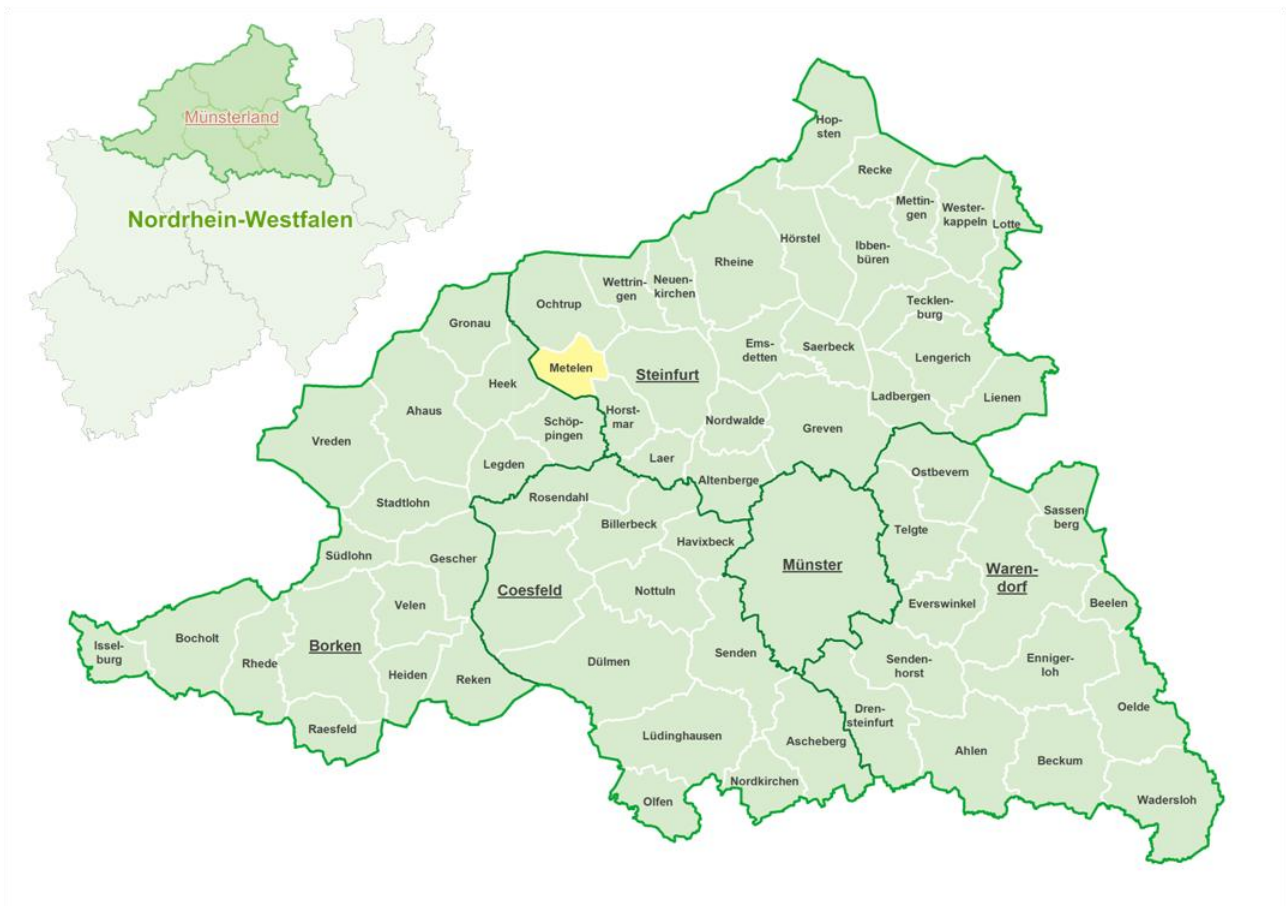 Münsterland
Nordrhein-Westfalen
Hop-
sten
Recke
Mettin-
gen
Wester-
kappeln
Lotte
Hörstel
Ibben-
büren
Rheine
Wettrin-
gen
Neuen-
kirchen
Ochtrup
Gronau
Tecklen-
burg
Ems-
detten
Saerbeck
Lengerich
Metelen
Steinfurt
Heek
Ladbergen
Lienen
Ahaus
Horst-
mar
Nordwalde
Greven
Schöp-
pingen
Vreden
Legden
Laer
Altenberge
Ostbevern
Stadtlohn
Rosendahl
Billerbeck
Havixbeck
Telgte
Sassen
berg
Südlohn
Gescher
Coesfeld
Nottuln
Münster
Waren-
dorf
Velen
Everswinkel
Beelen
Issel-
burg
Bocholt
Rhede
Borken
Heiden
Reken
Dülmen
Senden
Senden-
horst
Enniger-
loh
Raesfeld
Lüdinghausen
Ascheberg
Dren-
steinfurt
Oelde
Ahlen
Beckum
Olfen
Nordkirchen
Wadersloh